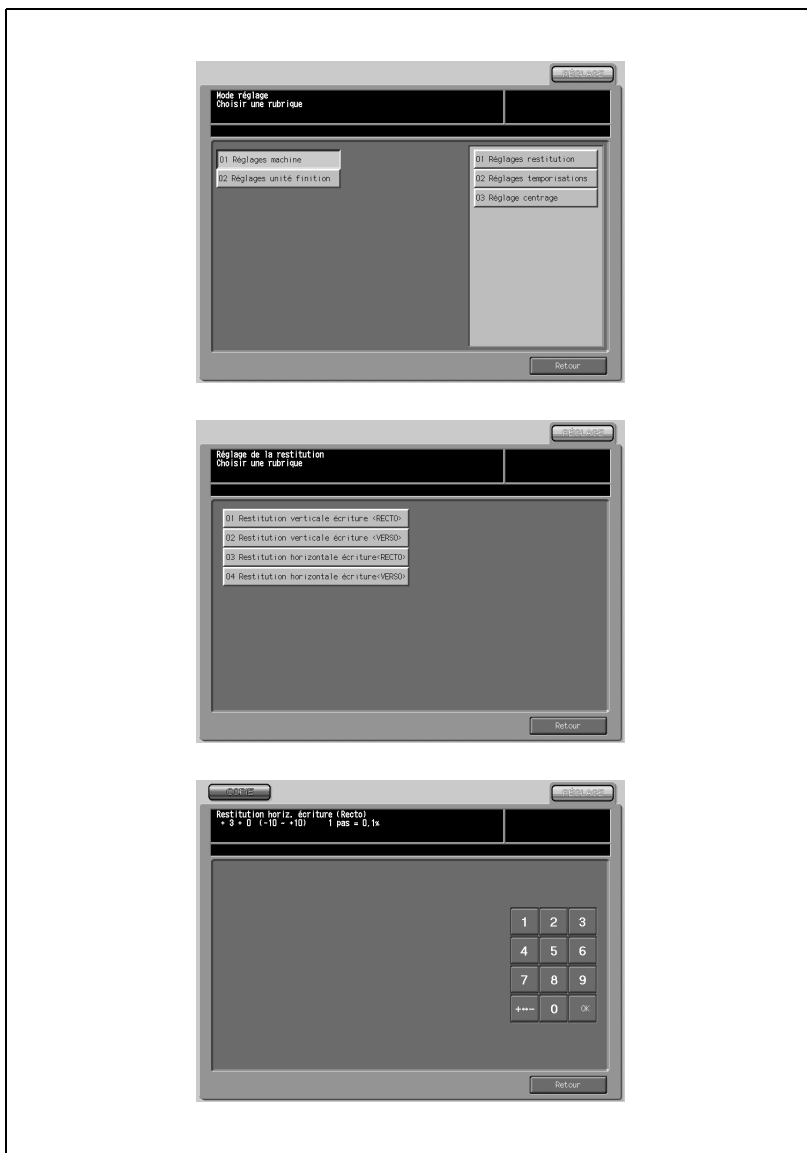 RÉGLAGE
Mode réglage
Choisir une rubrique
01 Réglages machine
02 Réglages unité finition
01 Réglages restitution
02 Réglages temporisations
03 Réglage centrage
Retour
RÉGLAGE
Réglage de la restitution
Choisir une rubrique
01 Restitution verticale écriture <RECTO>
02 Restitution verticale écriture <VERSO>
03 Restitution horizontale écriture<RECTO>
04 Restitution horizontale écriture<VERSO>
Retour
COPIE
RÉGLAGE
Restitution horiz. écriture (Recto)
+ 3 + 0 (-10 ~ +10) 1 pas = 0.1%
1 2 3
4 5 6
7 8 9
+↔- 0 OK
Retour